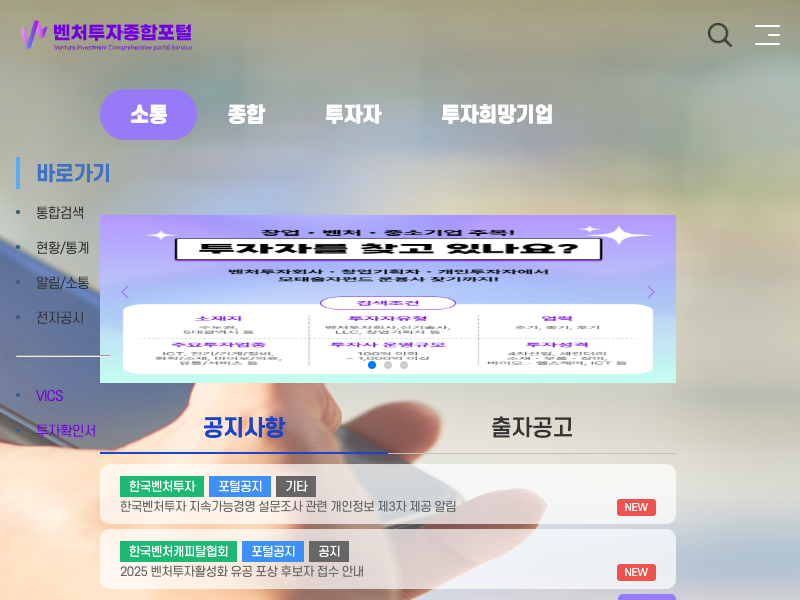 벤처투자종합포털
Venture Investment Comprehensive portal Service
소통 종합 투자자 투자희망기업
바로가기
통합검색
현황/통계
알림/소통
전자공시
VICS
투자확인서
창업 · 벤처 · 중소기업 주목!
투자자를 찾고 있나요?
벤처투자회사 · 창업기획자 · 개인투자자에서
모태출자펀드 운용사 찾기까지!
검색조건
소재지 투자자유형 업력
수도권, 5대광역시 등
벤처투자회사, 신기술사, LLC, 창업기획자 등
초기, 중기, 후기
주요투자업종 투자사 운영규모 투자성격
ICT, 전기/기계/장비, 화학/소재, 바이오/의료, 유통/서비스 등
100억 이하 ~ 1,000억 이상
4차산업, 세컨더리 소재 · 부품 · 장비, 바이오 · 헬스케어, ICT 등
공지사항 출자공고
한국벤처투자 포털공지 기타
한국벤처투자 지속가능경영 설문조사 관련 개인정보 제3자 제공 알림
NEW
한국벤처캐피탈협회 포털공지 공지
2025 벤처투자활성화 유공 포상 후보자 접수 안내
NEW